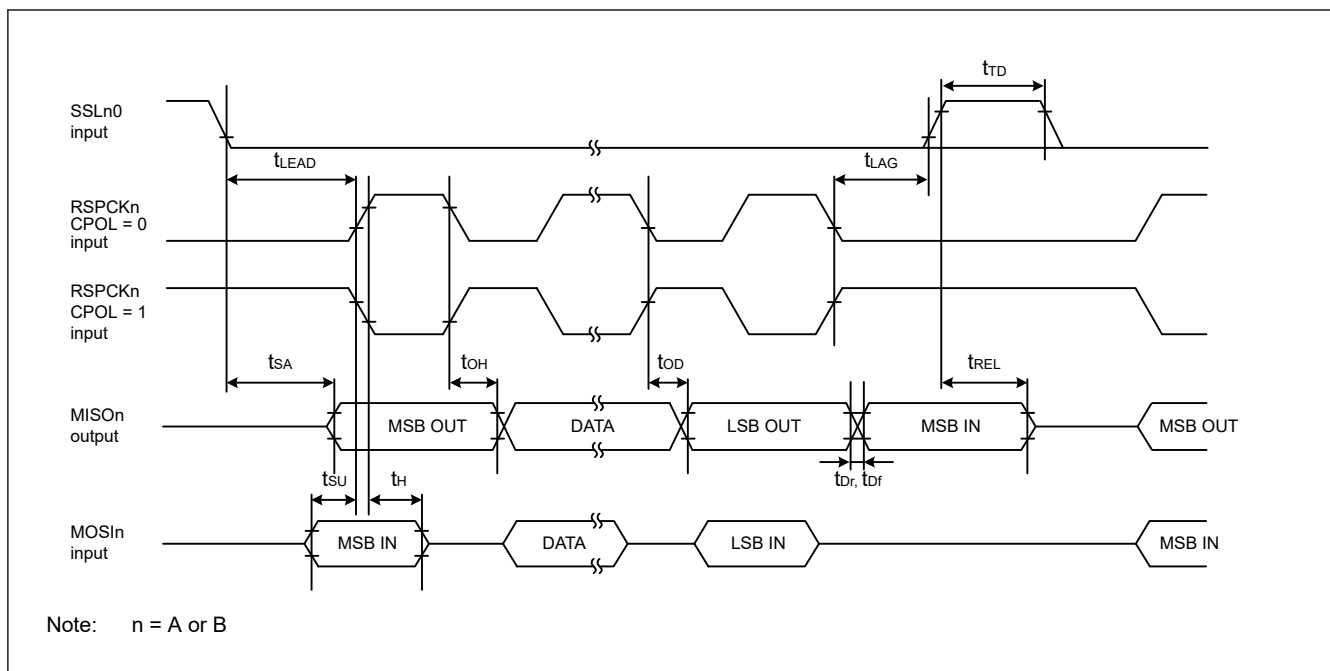 tTD
SSLn0
input
tLEAD
tLAG
RSPCKn
CPOL = 0
input
RSPCKn
CPOL = 1
input
tSA
tOH
tOD
tREL
MISOn
output
MSB OUT
DATA
LSB OUT
MSB IN
MSB OUT
tSU
tH
tDr, tDf
MOSIn
input
MSB IN
DATA
LSB IN
MSB IN
Note: n = A or B